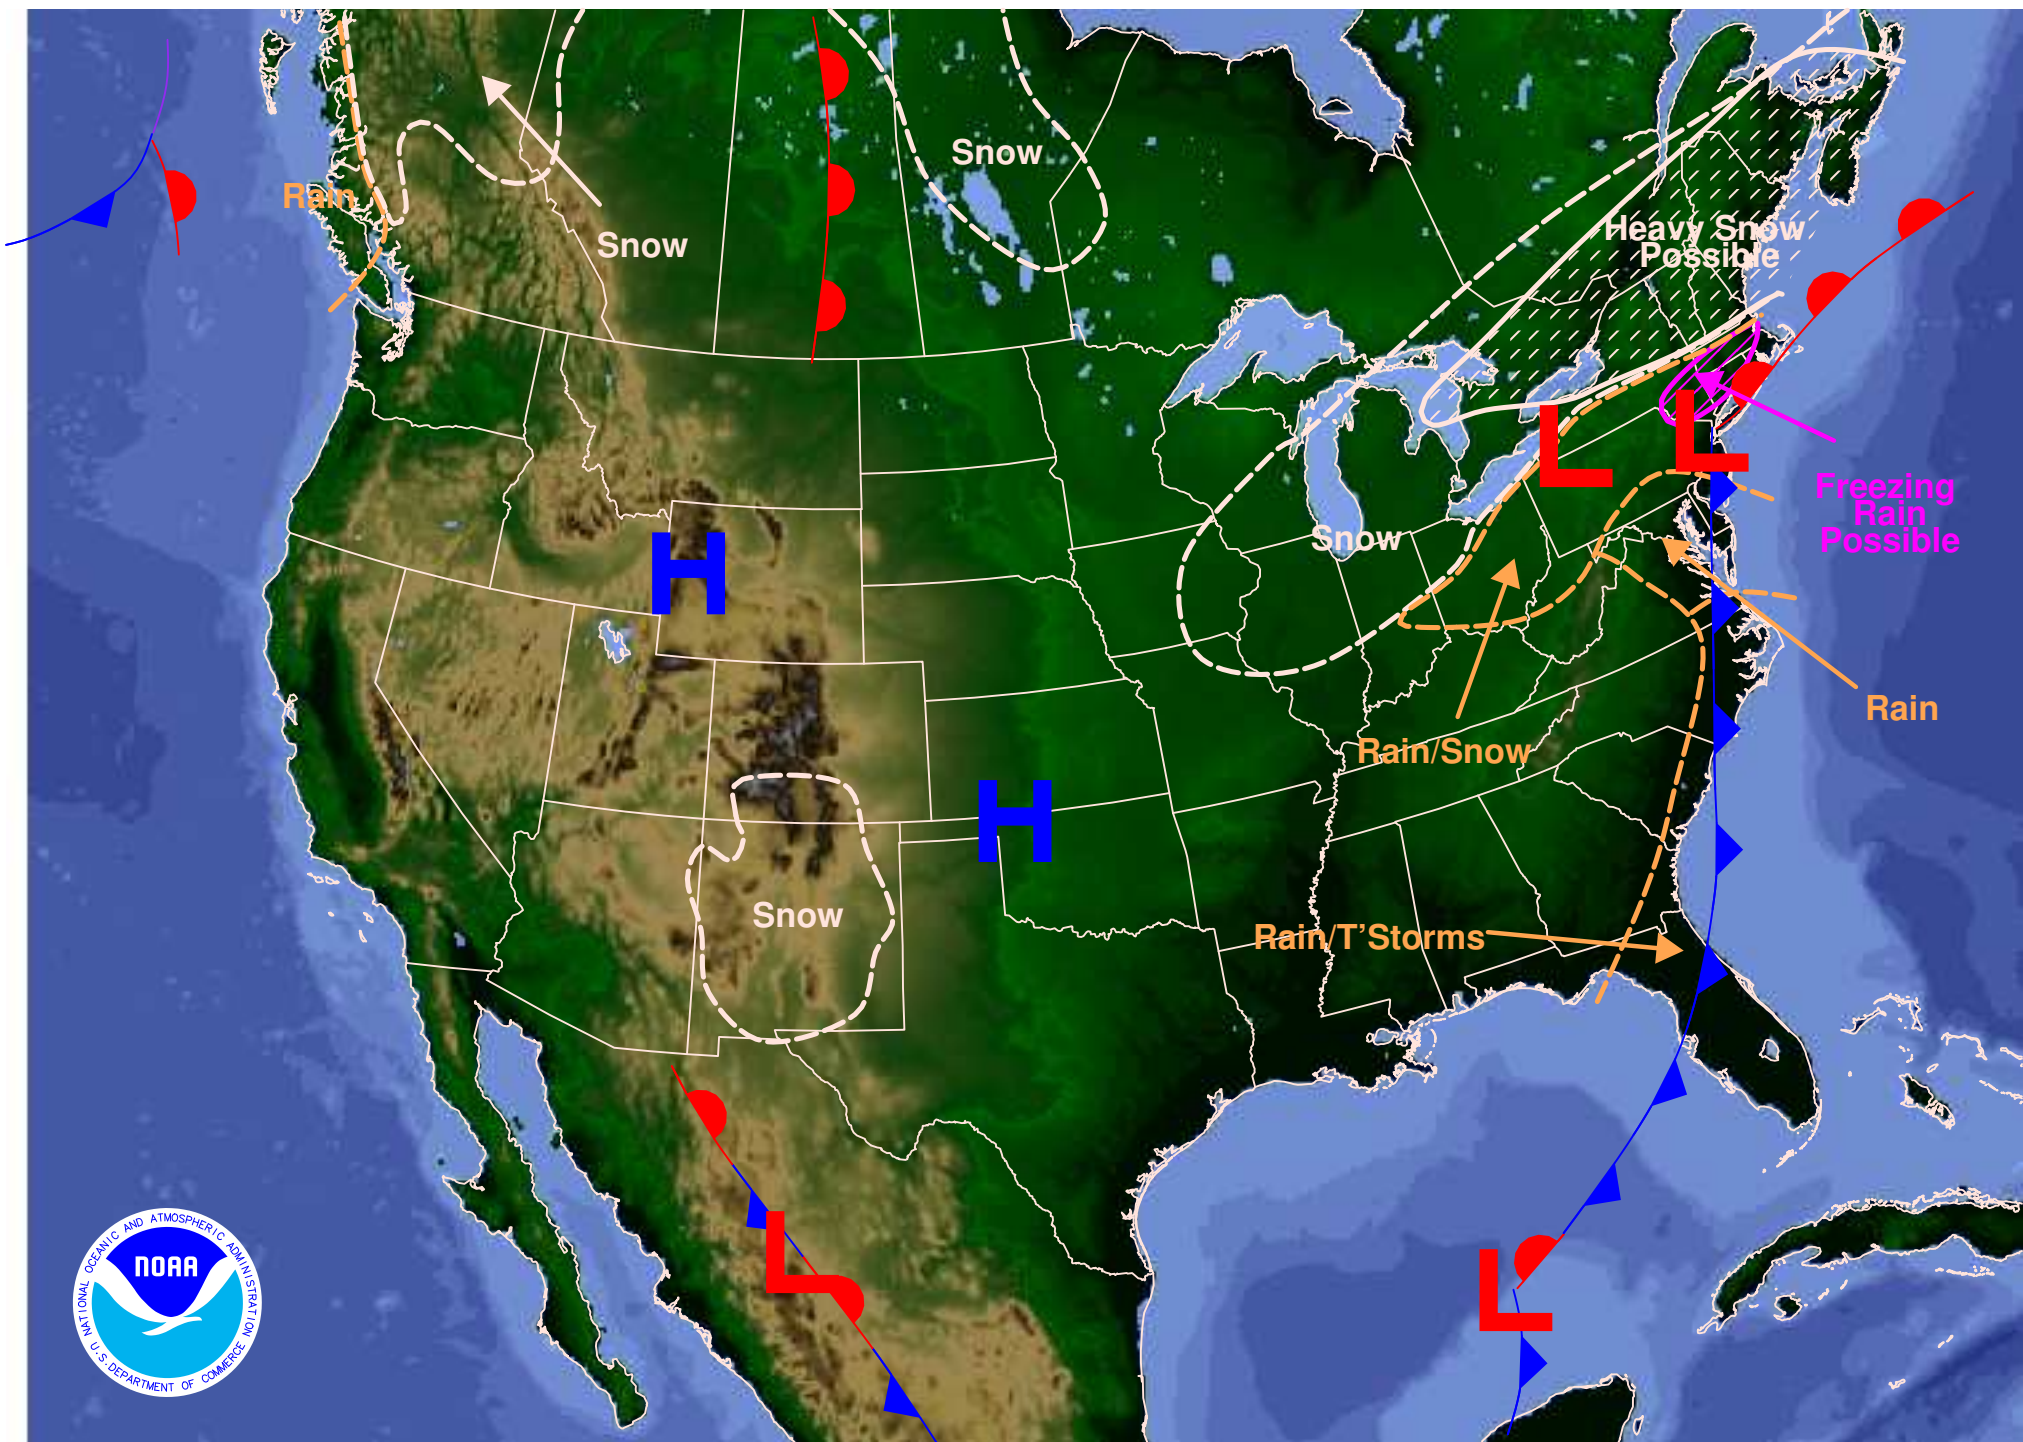 Snow
Rain
Snow
Heavy Snow
Possible
Freezing
Rain
Possible
L
L
H
Snow
Rain
Rain/Snow
H
Snow
Rain/T'Storms
L
L
NATIONAL OCEANIC AND ATMOSPHERIC ADMINISTRATION
NOAA
U.S. DEPARTMENT OF COMMERCE